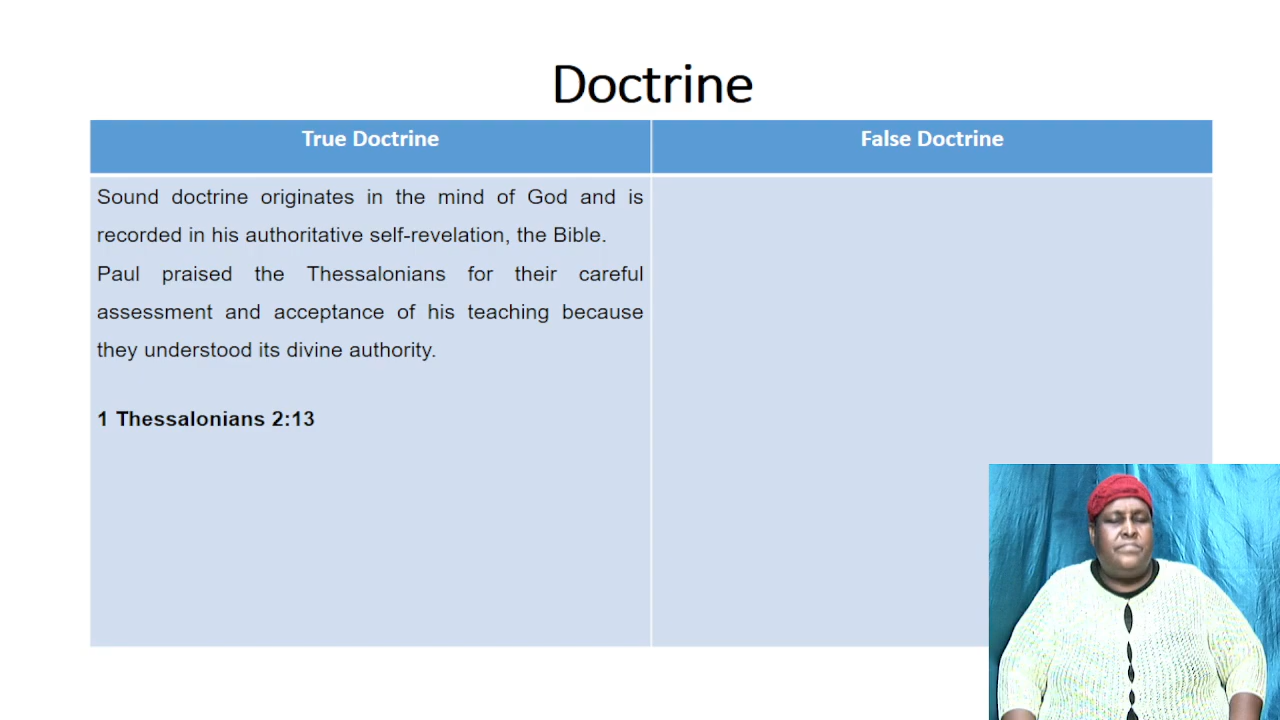 Doctrine
True Doctrine
False Doctrine
Sound doctrine originates in the mind of God and is
recorded in his authoritative self-revelation, the Bible.
Paul praised the Thessalonians for their careful
assessment and acceptance of his teaching because
they understood its divine authority.
1 Thessalonians 2:13